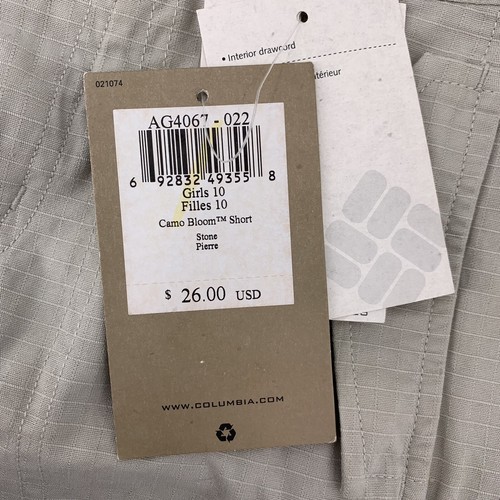 • Interior drawcord
térieur
021074
AG4067 - 022
6 92832 49355 8
Girls 10
Filles 10
Camo Bloom™ Short
Stone
Pierre
$ 26.00 USD
WWW.COLUMBIA.COM